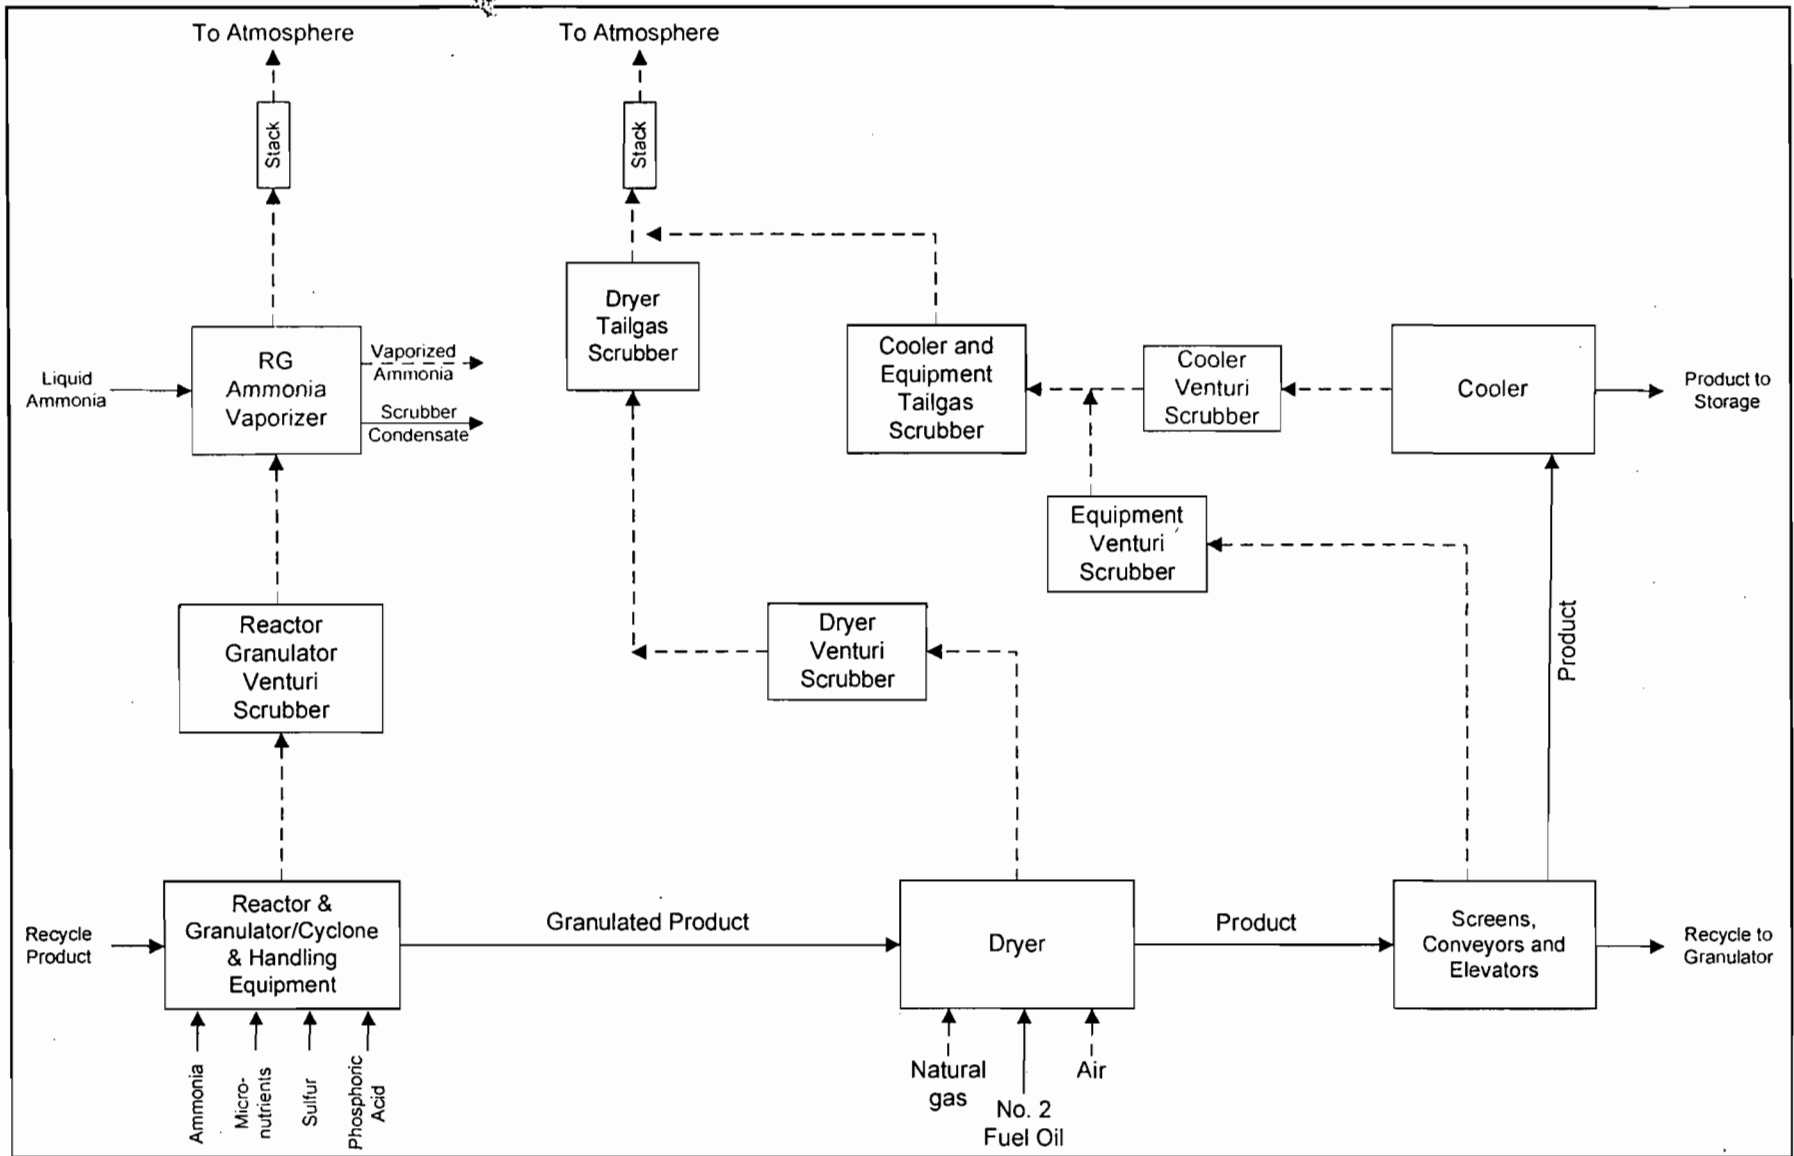 To Atmosphere
To Atmosphere
Stack
Stack
Dryer
Tailgas
Scrubber
RG
Ammonia
Vaporizer
Liquid
Ammonia
Vaporized
Ammonia
Scrubber
Condensate
Cooler and
Equipment
Tailgas
Scrubber
Cooler
Venturi
Scrubber
Cooler
Product to
Storage
Equipment
Venturi
Scrubber
Reactor
Granulator
Venturi
Scrubber
Dryer
Venturi
Scrubber
Product
Recycle
Product
Reactor &
Granulator/Cyclone
& Handling
Equipment
Granulated Product
Dryer
Product
Screens,
Conveyors and
Elevators
Recycle to
Granulator
Ammonia
Micro-
nutrients
Sulfur
Phosphoric
Acid
Natural
gas
No. 2
Fuel Oil
Air